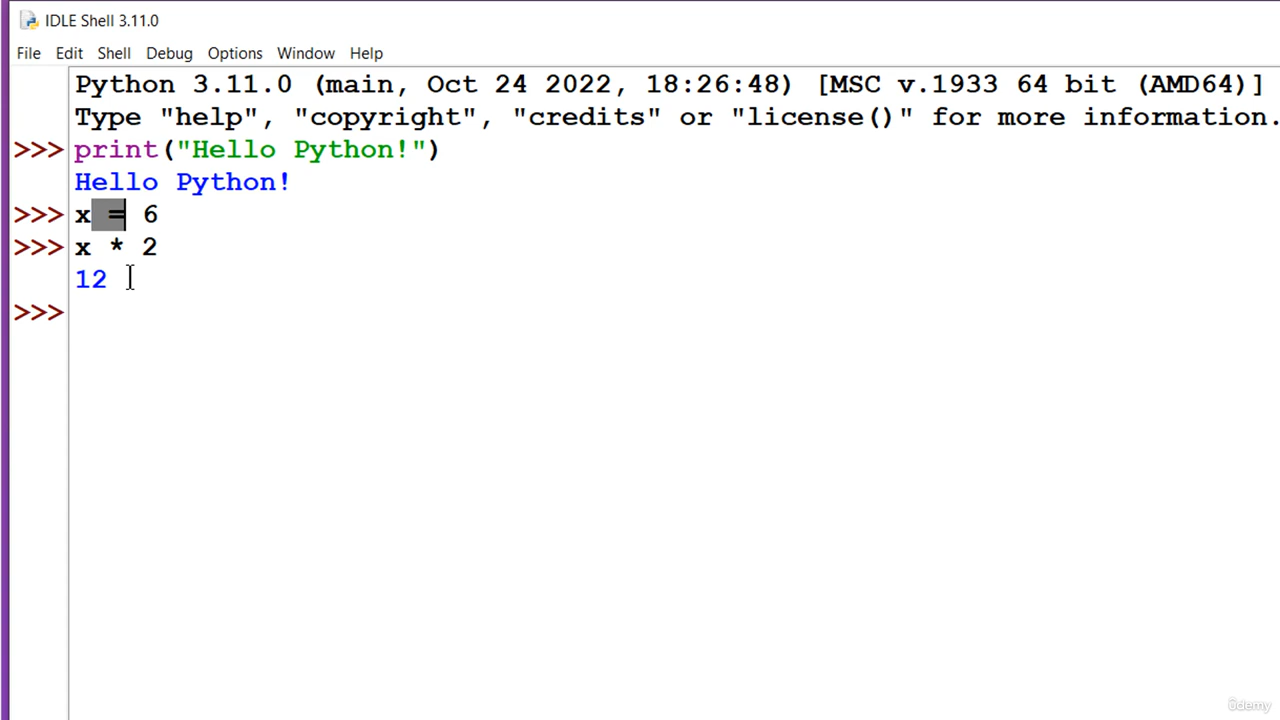 IDLE Shell 3.11.0
File Edit Shell Debug Options Window Help
Python 3.11.0 (main, Oct 24 2022, 18:26:48) [MSC v.1933 64 bit (AMD64)]
Type "help", "copyright", "credits" or "license()" for more information.
>>> print("Hello Python!")
Hello Python!
>>> x = 6
>>> x * 2
12
>>>
ûdemy